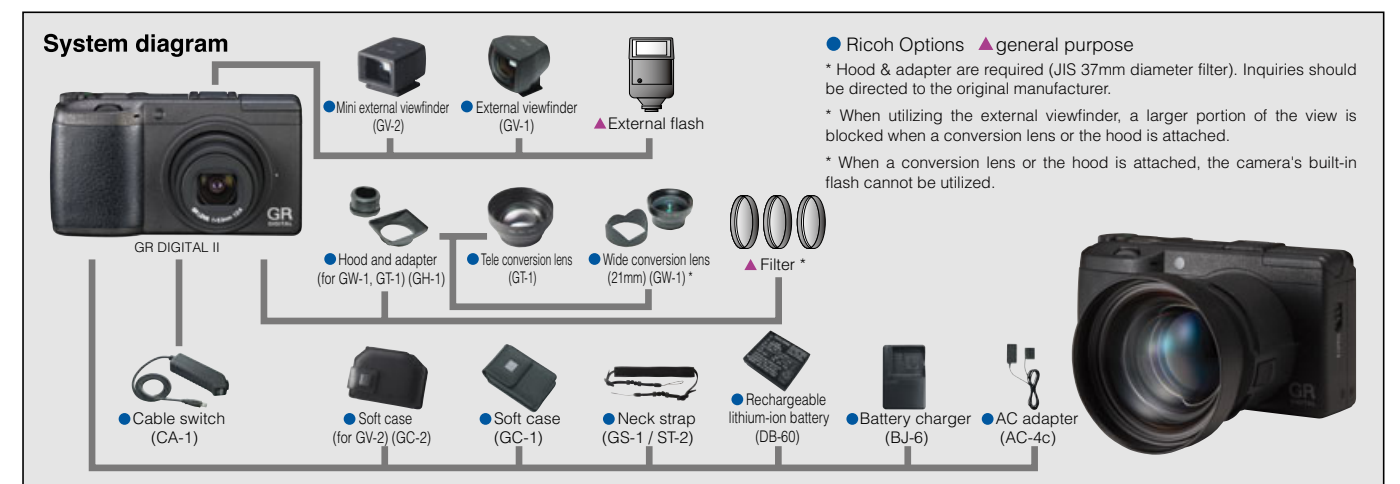 System diagram
● Ricoh Options ▲ general purpose
* Hood & adapter are required (JIS 37mm diameter filter). Inquiries should
be directed to the original manufacturer.
* When utilizing the external viewfinder, a larger portion of the view is
blocked when a conversion lens or the hood is attached.
* When a conversion lens or the hood is attached, the camera's built-in
flash cannot be utilized.
● Mini external viewfinder
(GV-2)
● External viewfinder
(GV-1)
▲ External flash
GR
DIGITAL
GR DIGITAL II
● Hood and adapter
(for GW-1, GT-1) (GH-1)
● Tele conversion lens
(GT-1)
● Wide conversion lens
(21mm) (GW-1) *
▲ Filter *
● Cable switch
(CA-1)
● Soft case
(for GV-2) (GC-2)
● Soft case
(GC-1)
● Neck strap
(GS-1 / ST-2)
● Rechargeable
lithium-ion battery
(DB-60)
● Battery charger
(BJ-6)
● AC adapter
(AC-4c)
GR
DIGITAL